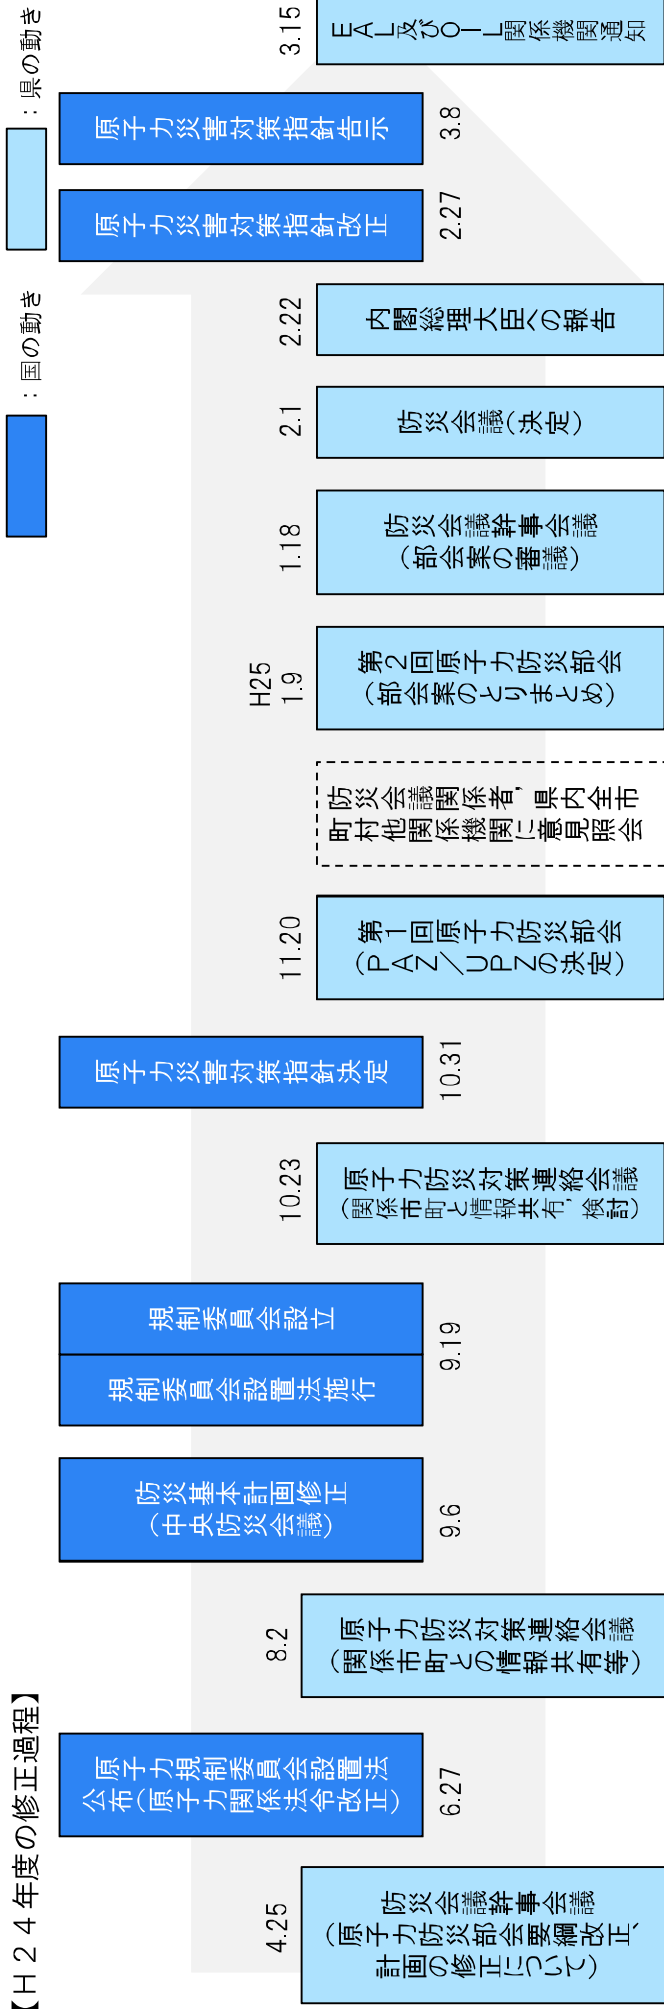 【H24年度の修正過程】
：国の動き
：県の動き
4.25
防災会議幹事会議
（原子力防災部会要綱改正、
計画の修正について）
原子力規制委員会設置法
公布（原子力関係法令改正）
6.27
8.2
原子力防災対策連絡会議
（関係市町との情報共有等）
防災基本計画修正
（中央防災会議）
9.6
規制委員会設置法施行
規制委員会設立
9.19
10.23
原子力防災対策連絡会議
（関係市町と情報共有，検討）
原子力災害対策指針決定
10.31
11.20
第1回原子力防災部会
（PAZ／UPZの決定）
防災会議関係者，県内全市
町村他関係機関に意見照会
H25
1.9
第2回原子力防災部会
（部会案のとりまとめ）
1.18
防災会議幹事会議
（部会案の審議）
2.1
防災会議（決定）
2.22
内閣総理大臣への報告
原子力災害対策指針改正
2.27
原子力災害対策指針告示
3.8
3.15
EAL及びOIL関係機関通知